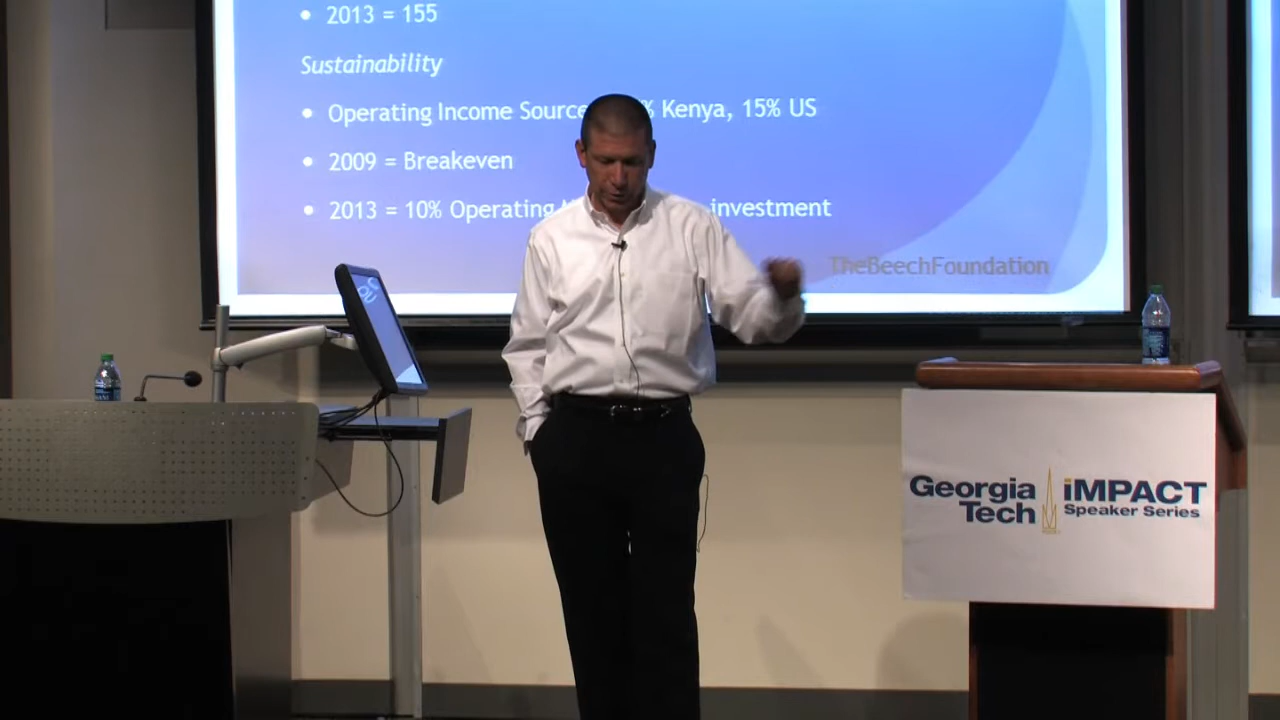 • 2013 = 155
Sustainability
• Operating Income Source % Kenya, 15% US
• 2009 = Breakeven
• 2013 = 10% Operating investment
TheBeechFoundation
Georgia Tech
iMPACT
Speaker Series